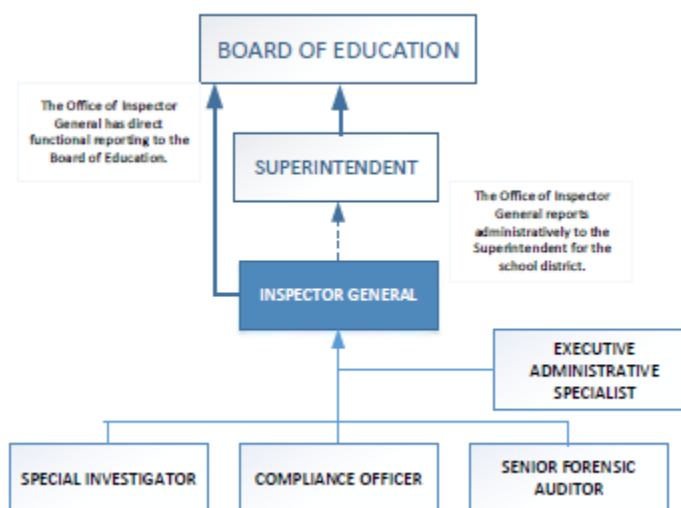 BOARD OF EDUCATION
The Office of Inspector
General has direct
functional reporting to the
Board of Education.
SUPERINTENDENT
The Office of Inspector
General reports
administratively to the
Superintendent for the
school district.
INSPECTOR GENERAL
EXECUTIVE
ADMINISTRATIVE
SPECIALIST
SPECIAL INVESTIGATOR
COMPLIANCE OFFICER
SENIOR FORENSIC
AUDITOR